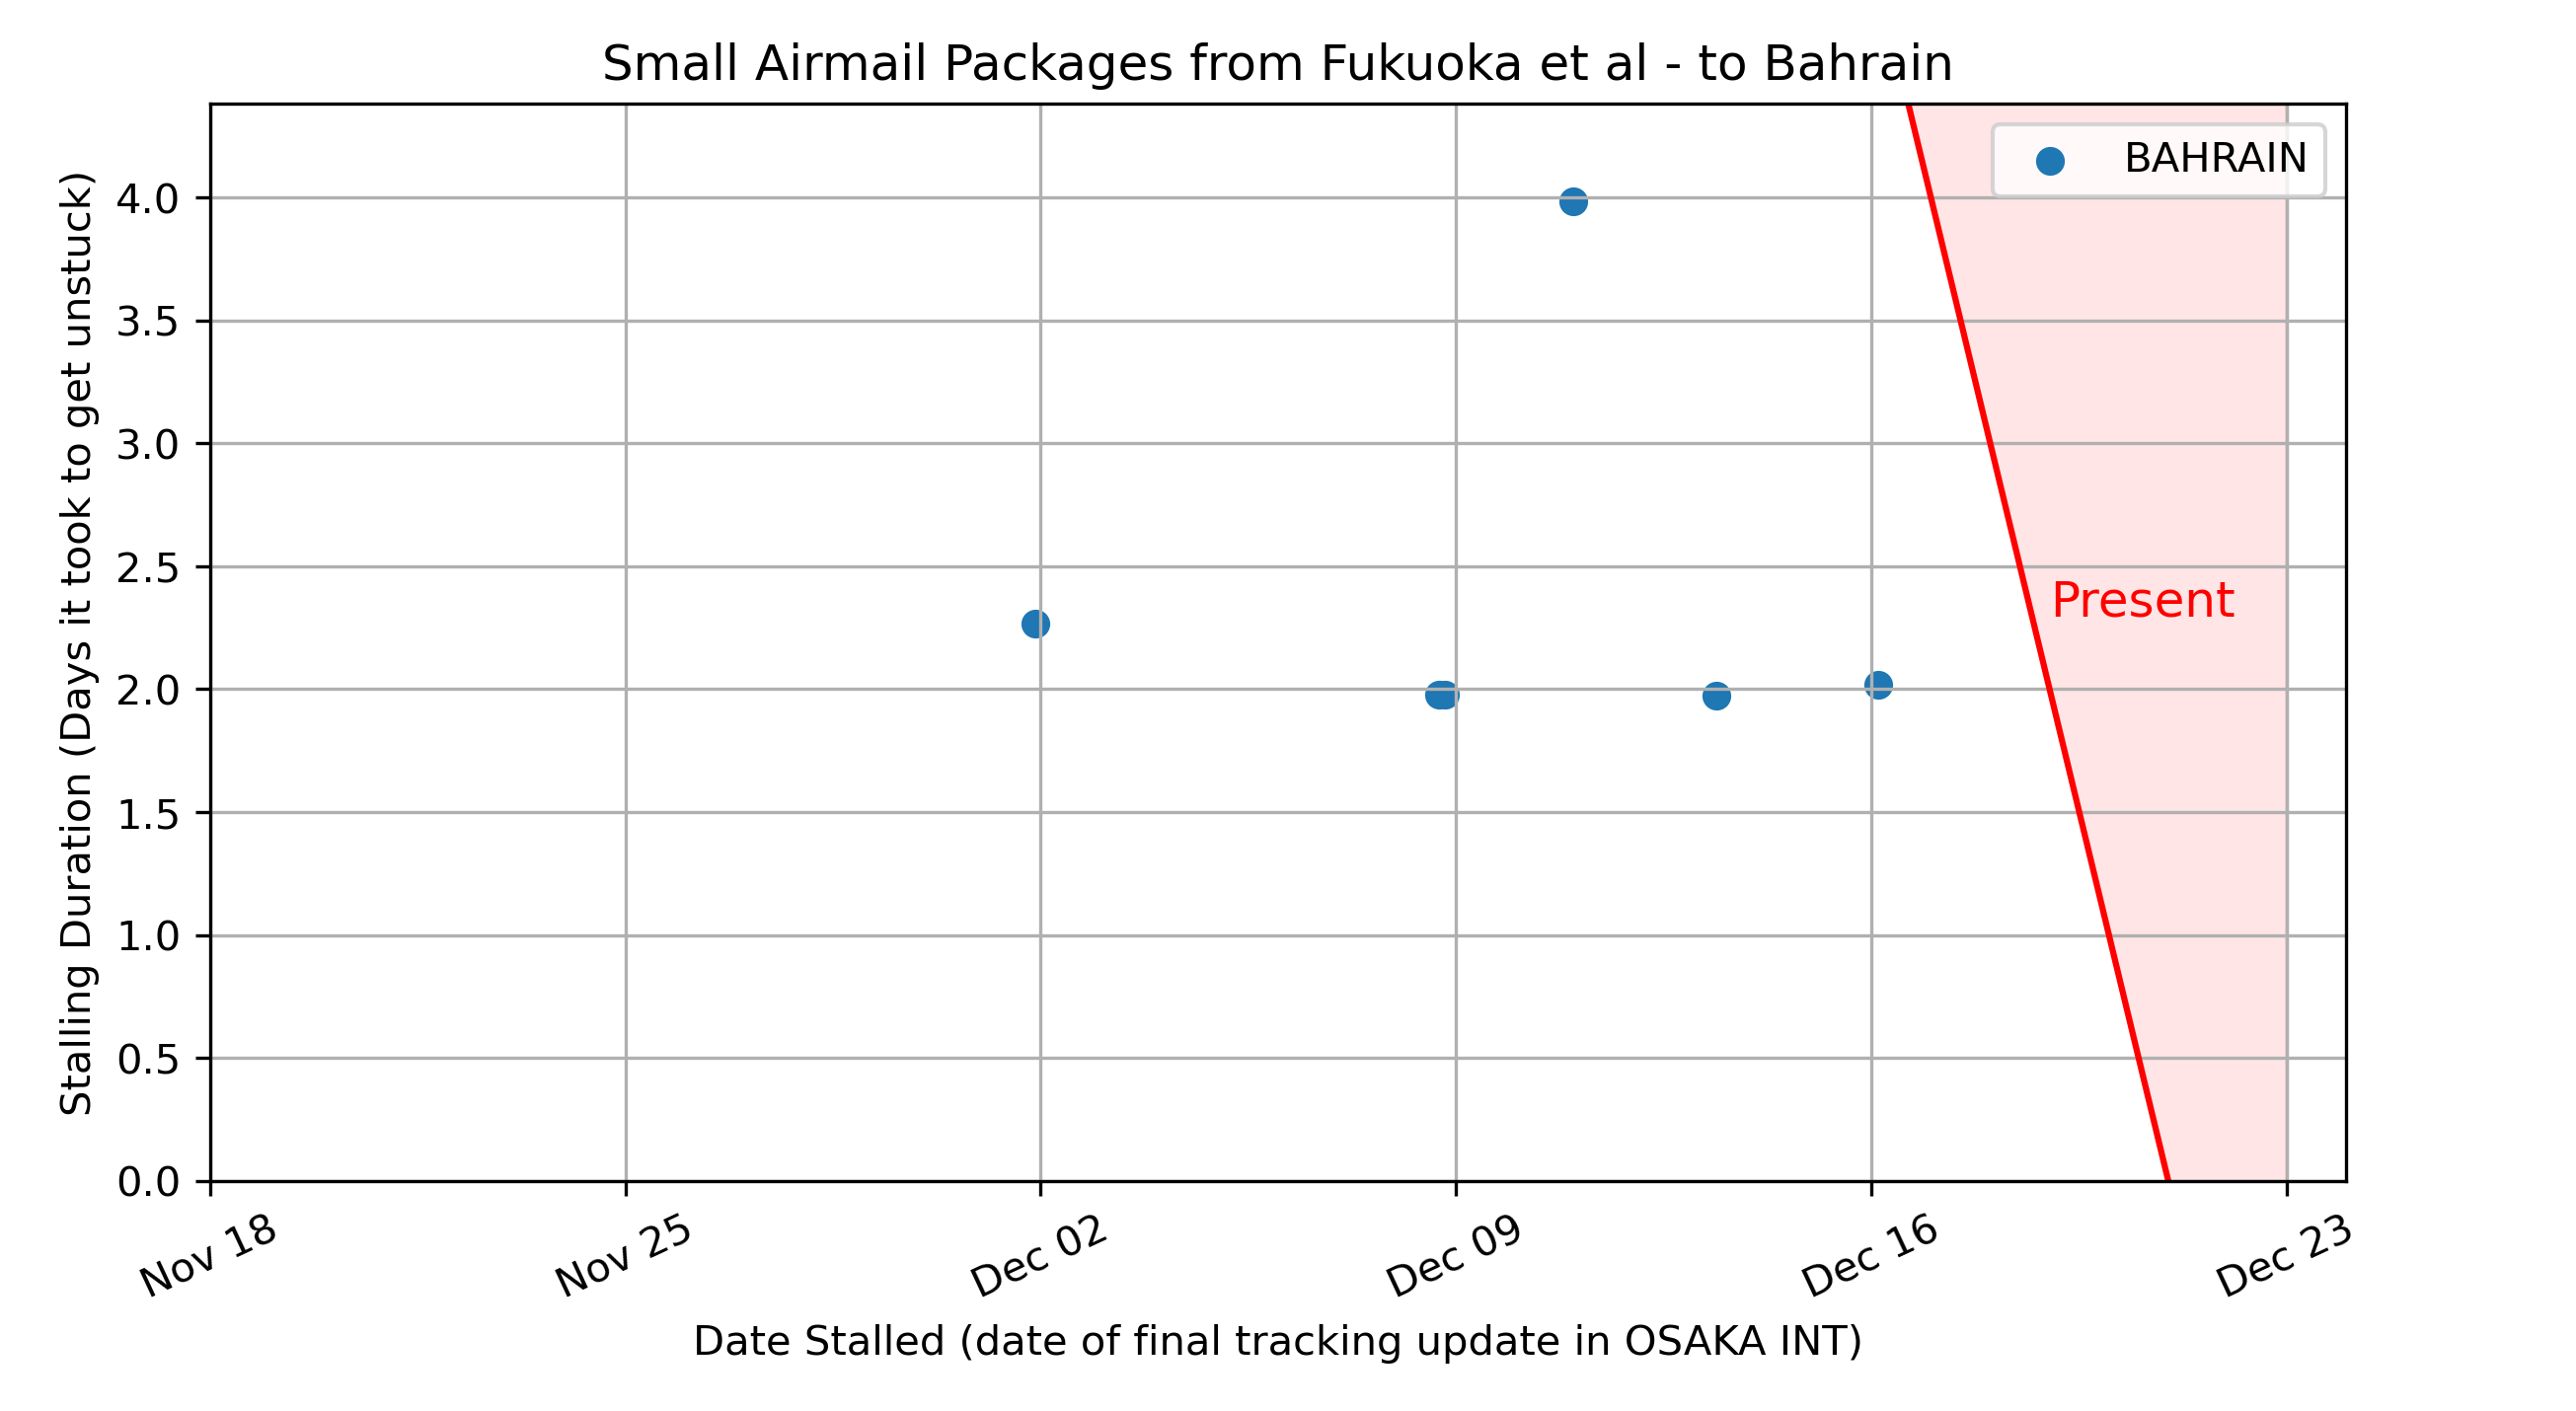 Small Airmail Packages from Fukuoka et al - to Bahrain
BAHRAIN
Stalling Duration (Days it took to get unstuck)
4.0
3.5
3.0
2.5
2.0
1.5
1.0
0.5
0.0
Present
Nov 18
Nov 25
Dec 02
Dec 09
Dec 16
Dec 23
Date Stalled (date of final tracking update in OSAKA INT)